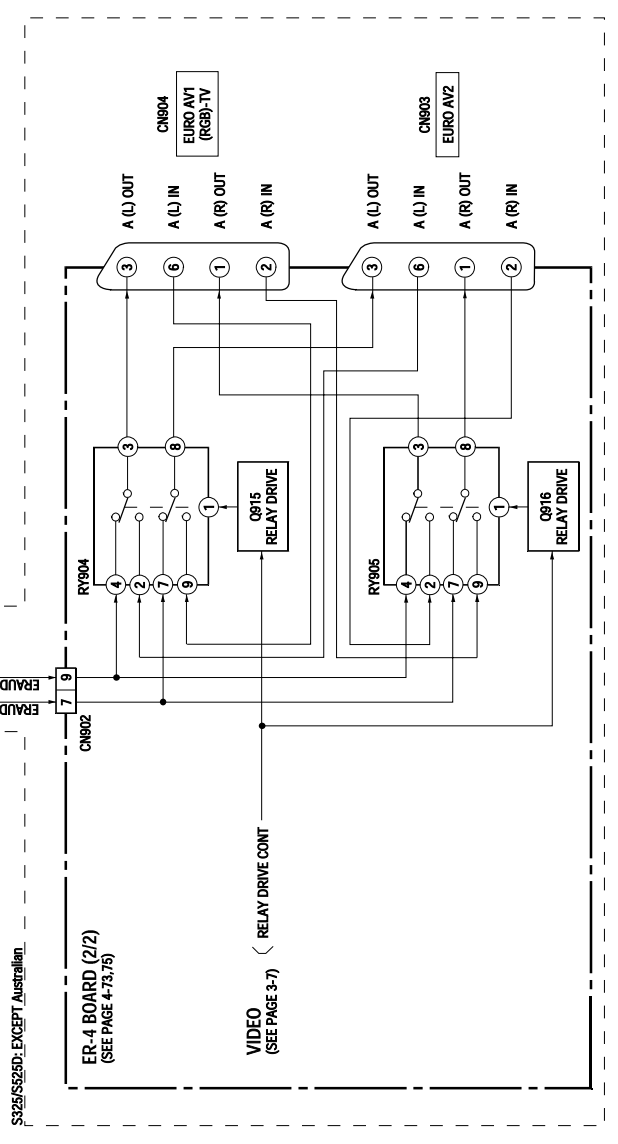 S325/S525D: EXCEPT Australian
ER-4 BOARD (2/2)
(SEE PAGE 4-73,75)
CN902
7
9
ERAUD
ERAUD
VIDEO
(SEE PAGE 3-7)
RELAY DRIVE CONT
RY904
4
2
7
9
3
8
1
Q915
RELAY DRIVE
RY905
4
2
7
9
3
8
1
Q916
RELAY DRIVE
3
6
1
2
A (L) OUT
A (L) IN
A (R) OUT
A (R) IN
CN904
EURO AV1
(RGB)-TV
3
6
1
2
A (L) OUT
A (L) IN
A (R) OUT
A (R) IN
CN903
EURO AV2